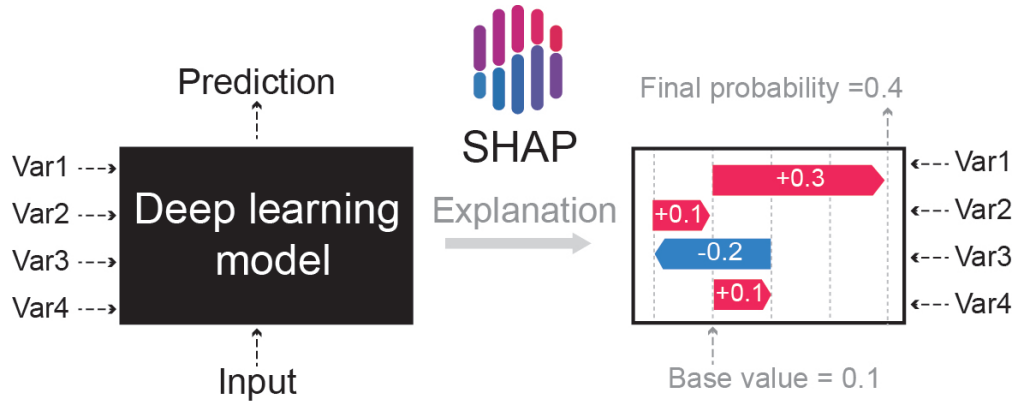 Prediction
Var1
Var2
Var3
Var4
Deep learning
model
Input
SHAP
Explanation
Final probability =0.4
+0.3
+0.1
-0.2
+0.1
Var1
Var2
Var3
Var4
Base value = 0.1